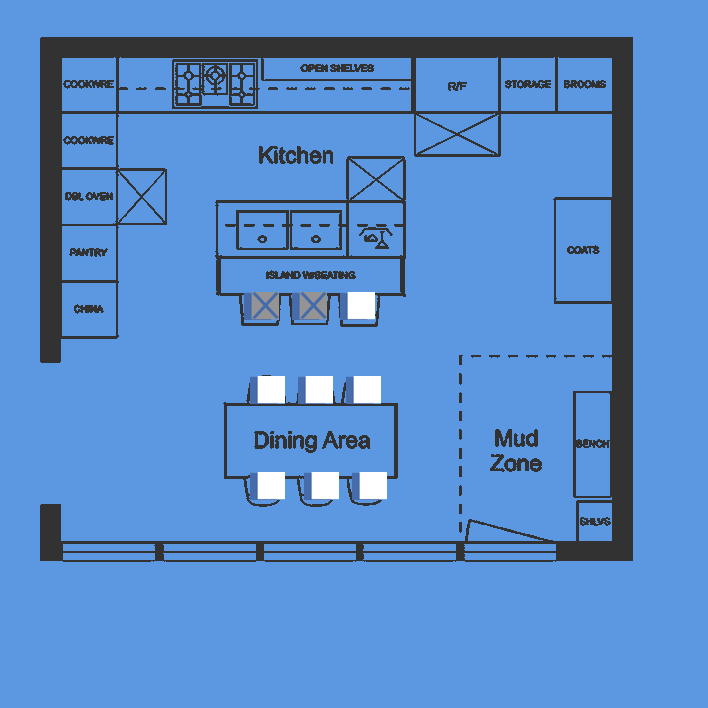 COOKWRE
OPEN SHELVES
R/F
STORAGE
BROOMS
COOKWRE
Kitchen
DBL OVEN
PANTRY
COATS
ISLAND W/SEATING
CHINA
Dining Area
Mud
Zone
BENCH
SHLVS